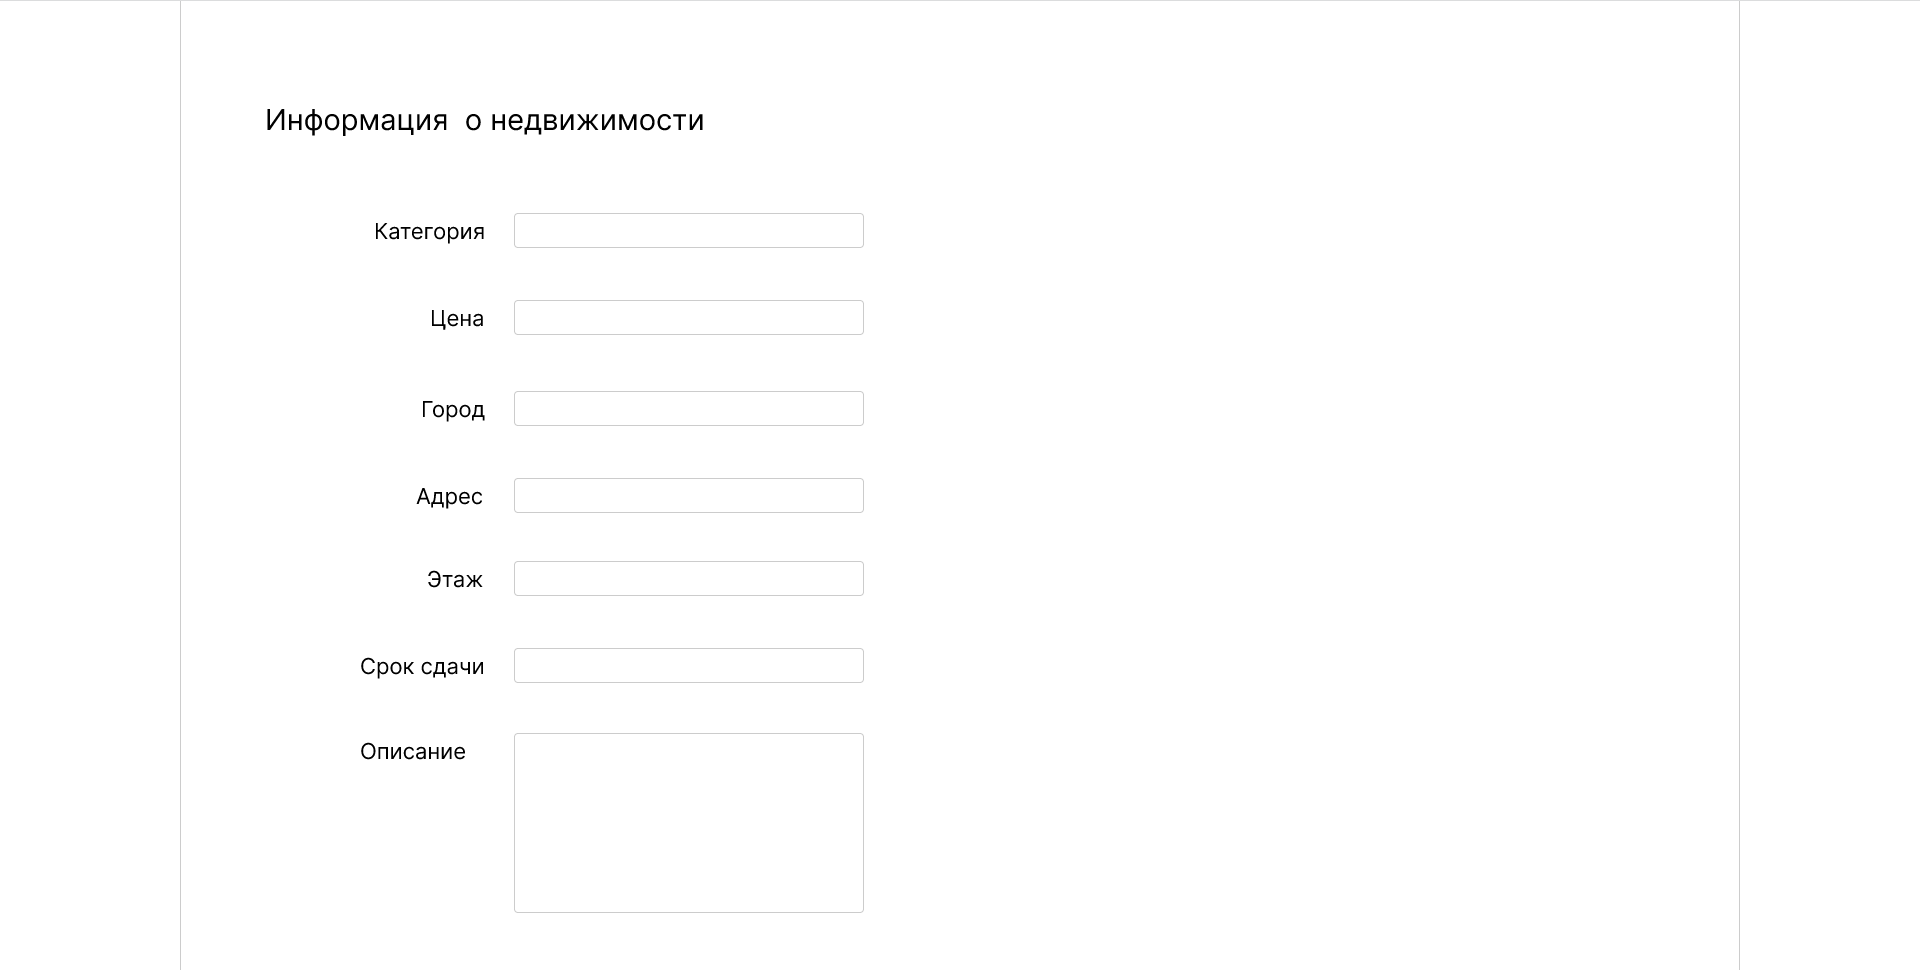 Информация  о недвижимости
Категория
Цена
Город
Адрес
Этаж
Срок сдачи
Описание